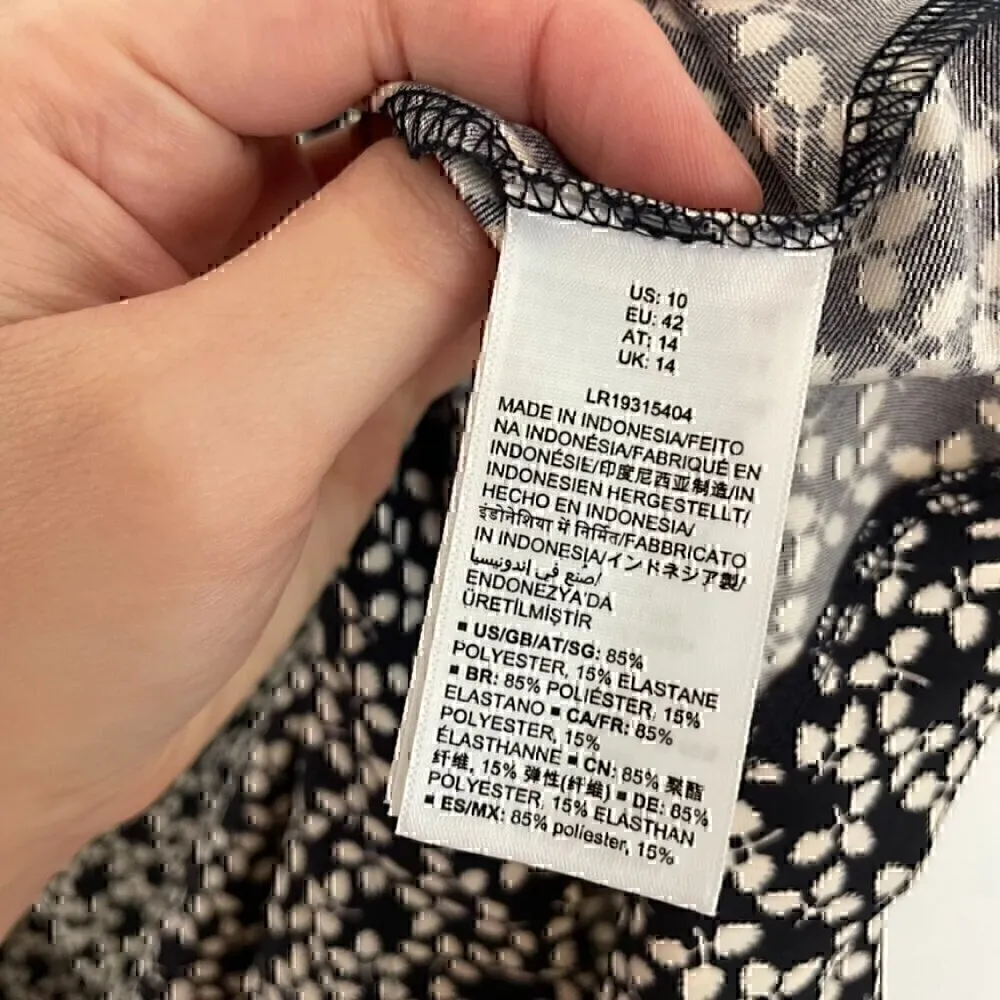 US: 10
EU: 42
AT: 14
UK: 14
LR19315404
MADE IN INDONESIA/FEITO
NA INDONÉSIA/FABRIQUÉ EN
INDONÉSIE/印度尼西亚制造/IN
INDONESIEN HERGESTELLT/
HECHO EN INDONESIA/
इंडोनेशिया में निर्मित/FABBRICATO
IN INDONESIA/インドネシア製/
صنع في اندونيسيا/
ENDONEZYA'DA
ÜRETİLMİŞTİR
▪ US/GB/AT/SG: 85%
POLYESTER, 15% ELASTANE
▪ BR: 85% POLIÉSTER, 15%
ELASTANO ▪ CA/FR: 85%
POLYESTER, 15%
ÉLASTHANNE ▪ CN: 85% 聚酯
纤维, 15% 弹性(纤维) ▪ DE: 85%
POLYESTER, 15% ELASTHAN
▪ ES/MX: 85% poliester, 15%